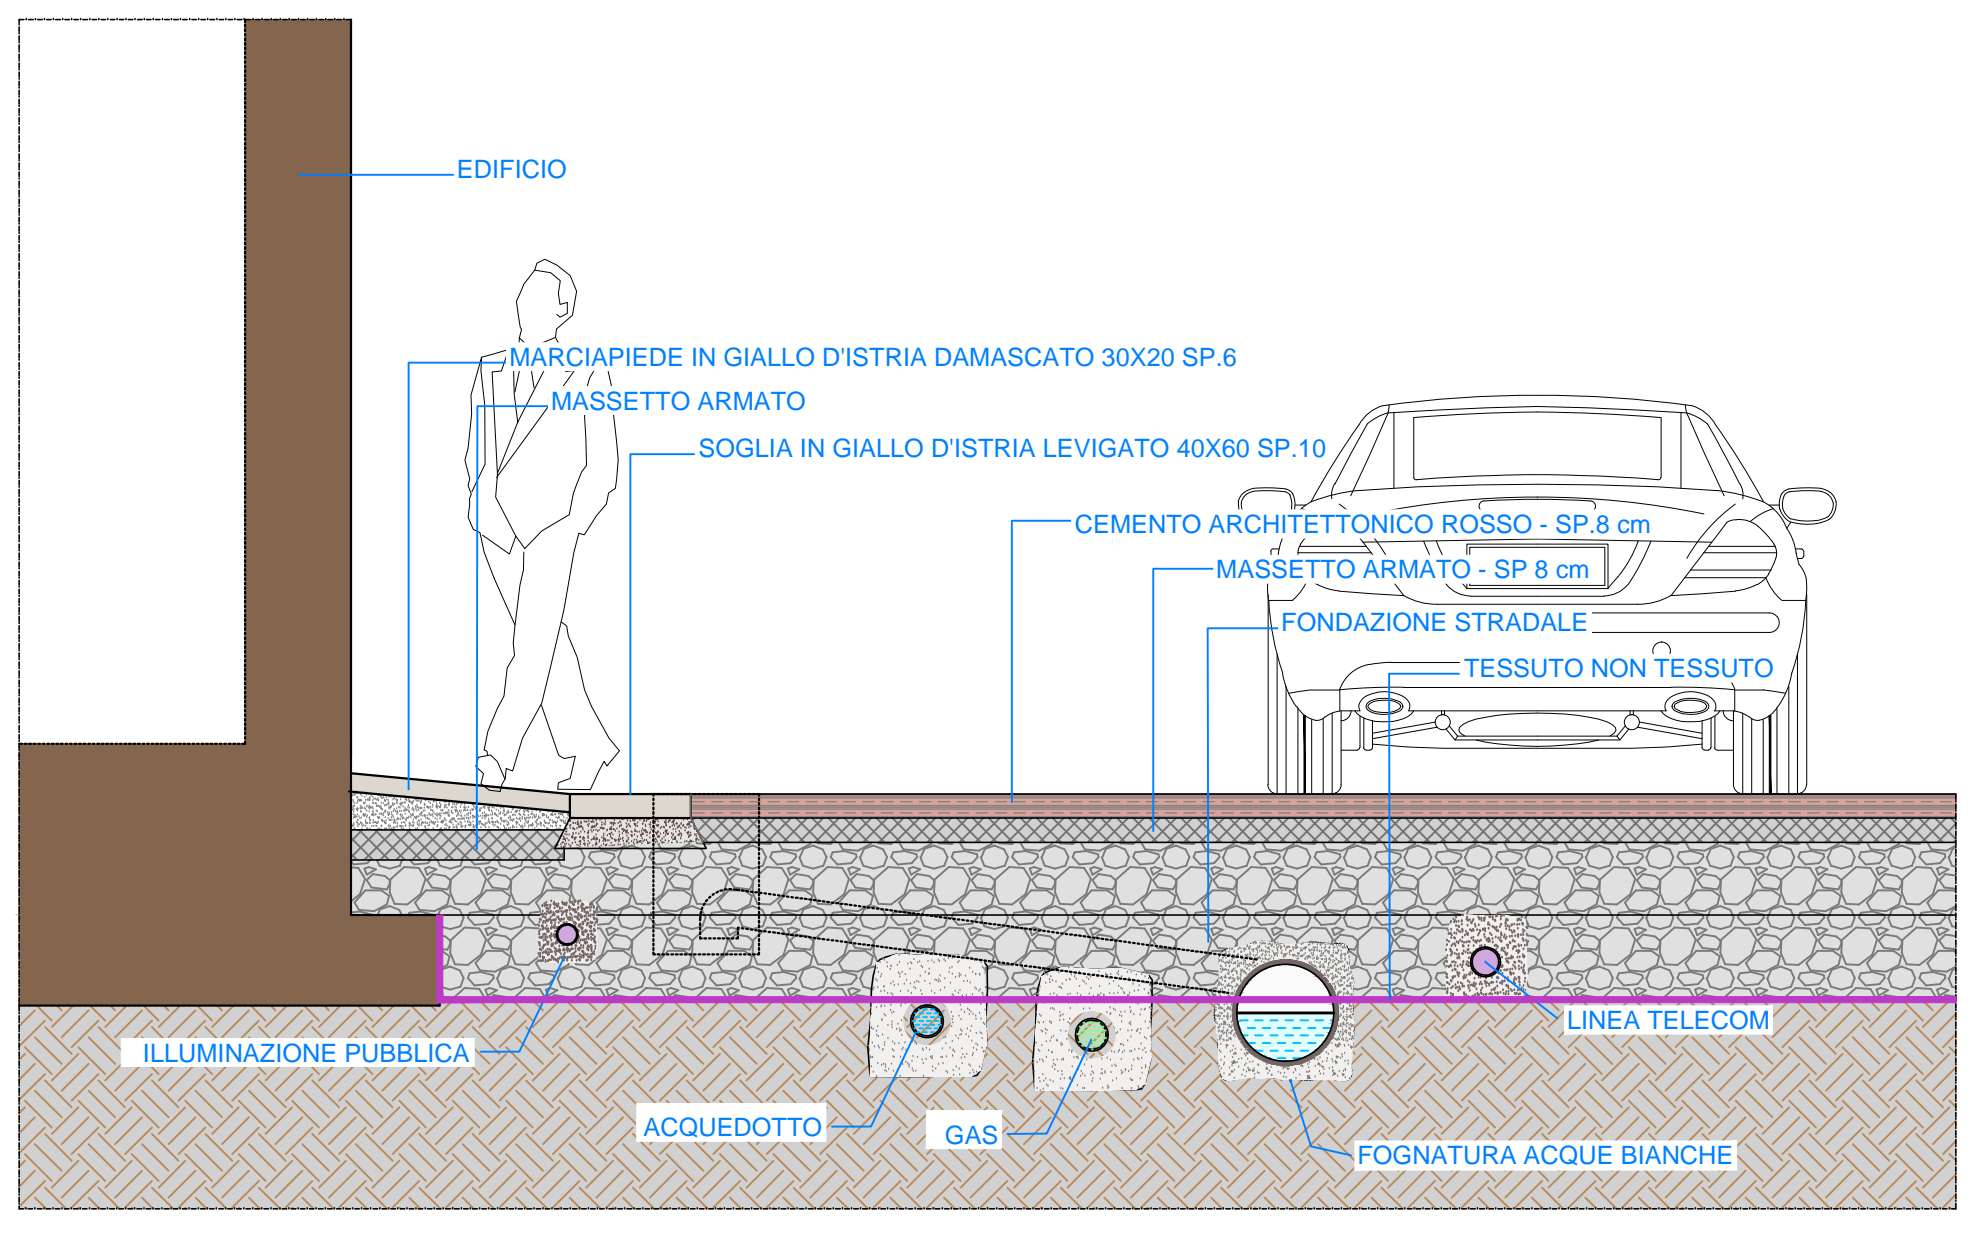 EDIFICIO
MARCIAPIEDE IN GIALLO D'ISTRIA DAMASCATO 30X20 SP.6
MASSETTO ARMATO
SOGLIA IN GIALLO D'ISTRIA LEVIGATO 40X60 SP.10
CEMENTO ARCHITETTONICO ROSSO - SP.8 cm
MASSETTO ARMATO - SP 8 cm
FONDAZIONE STRADALE
TESSUTO NON TESSUTO
LINEA TELECOM
ILLUMINAZIONE PUBBLICA
ACQUEDOTTO
GAS
FOGNATURA ACQUE BIANCHE